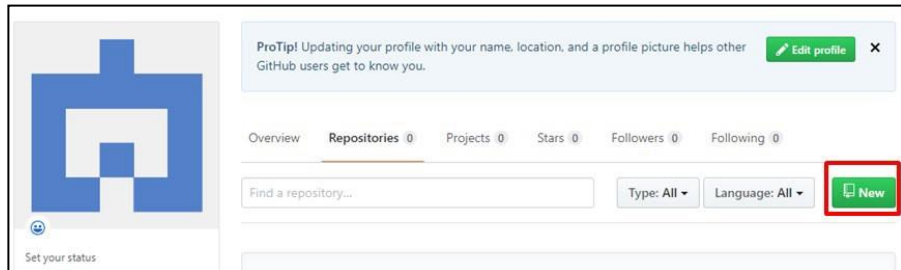 ProTip! Updating your profile with your name, location, and a profile picture helps other
GitHub users get to know you.
Edit profile
Overview Repositories 0 Projects 0 Stars 0 Followers 0 Following 0
Find a repository... Type: All Language: All New
Set your status